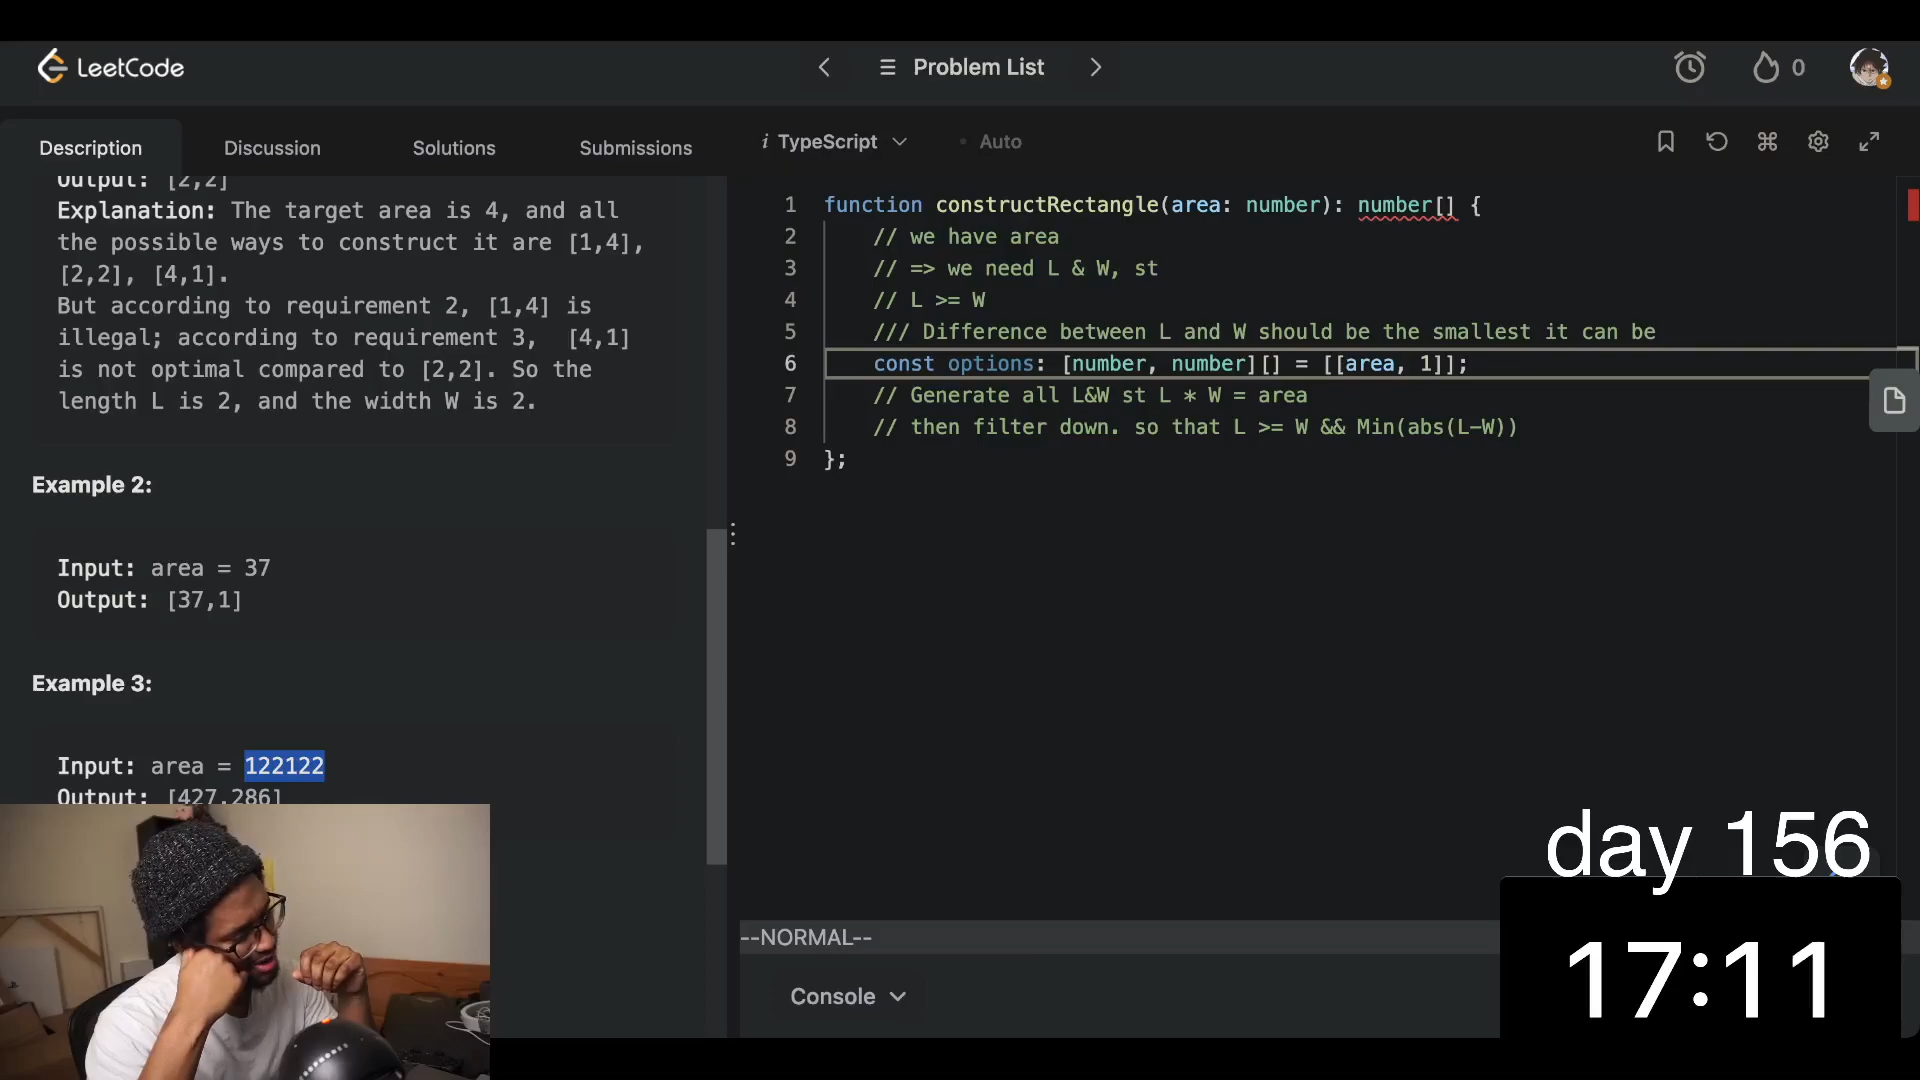 LeetCode
Problem List
0
Description
Discussion
Solutions
Submissions
i TypeScript
• Auto
Output: [2,2]
Explanation: The target area is 4, and all
the possible ways to construct it are [1,4],
[2,2], [4,1].
But according to requirement 2, [1,4] is
illegal; according to requirement 3,  [4,1]
is not optimal compared to [2,2]. So the
length L is 2, and the width W is 2.
Example 2:
Input: area = 37
Output: [37,1]
Example 3:
Input: area = 122122
Output: [427,286]
1 function constructRectangle(area: number): number[] {
2 // we have area
3 // => we need L & W, st
4 // L >= W
5 /// Difference between L and W should be the smallest it can be
6 const options: [number, number][] = [[area, 1]];
7 // Generate all L&W st L * W = area
8 // then filter down. so that L >= W && Min(abs(L-W))
9 };
--NORMAL--
Console
day 156
17:11